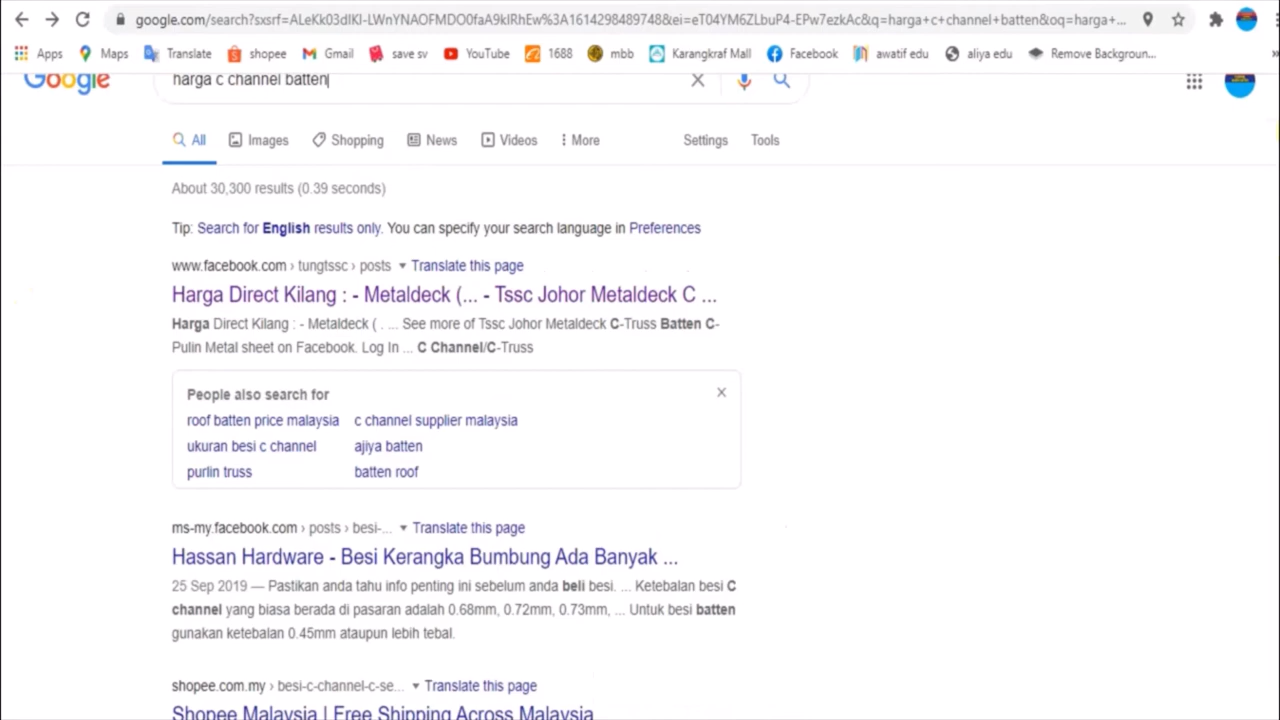 google.com/search?sxsrf=ALeKk03dIKI-LWnYNAOFMDO0faA9kIRhEw%3A1614298489748&ei=eT04YM6ZLbuP4-EPw7ezkAc&q=harga+c+channel+batten&oq=harga+...
Apps Maps Translate shopee Gmail save sv YouTube 1688 mbb Karangkraf Mall Facebook awatif edu aliya edu Remove Backgroun... »
Google harga c channel batten
All Images Shopping News Videos More Settings Tools
About 30,300 results (0.39 seconds)
Tip: Search for English results only. You can specify your search language in Preferences
www.facebook.com › tungtssc › posts Translate this page
Harga Direct Kilang : - Metaldeck (... - Tssc Johor Metaldeck C ...
Harga Direct Kilang : - Metaldeck ( . ... See more of Tssc Johor Metaldeck C-Truss Batten C-
Pulin Metal sheet on Facebook. Log In ... C Channel/C-Truss
People also search for
roof batten price malaysia c channel supplier malaysia
ukuran besi c channel ajiya batten
purlin truss batten roof
ms-my.facebook.com › posts › besi-... Translate this page
Hassan Hardware - Besi Kerangka Bumbung Ada Banyak ...
25 Sep 2019 — Pastikan anda tahu info penting ini sebelum anda beli besi. ... Ketebalan besi C
channel yang biasa berada di pasaran adalah 0.68mm, 0.72mm, 0.73mm, ... Untuk besi batten
gunakan ketebalan 0.45mm ataupun lebih tebal.
shopee.com.my › besi-c-channel-c-se... Translate this page
Shopee Malaysia | Free Shipping Across Malaysia